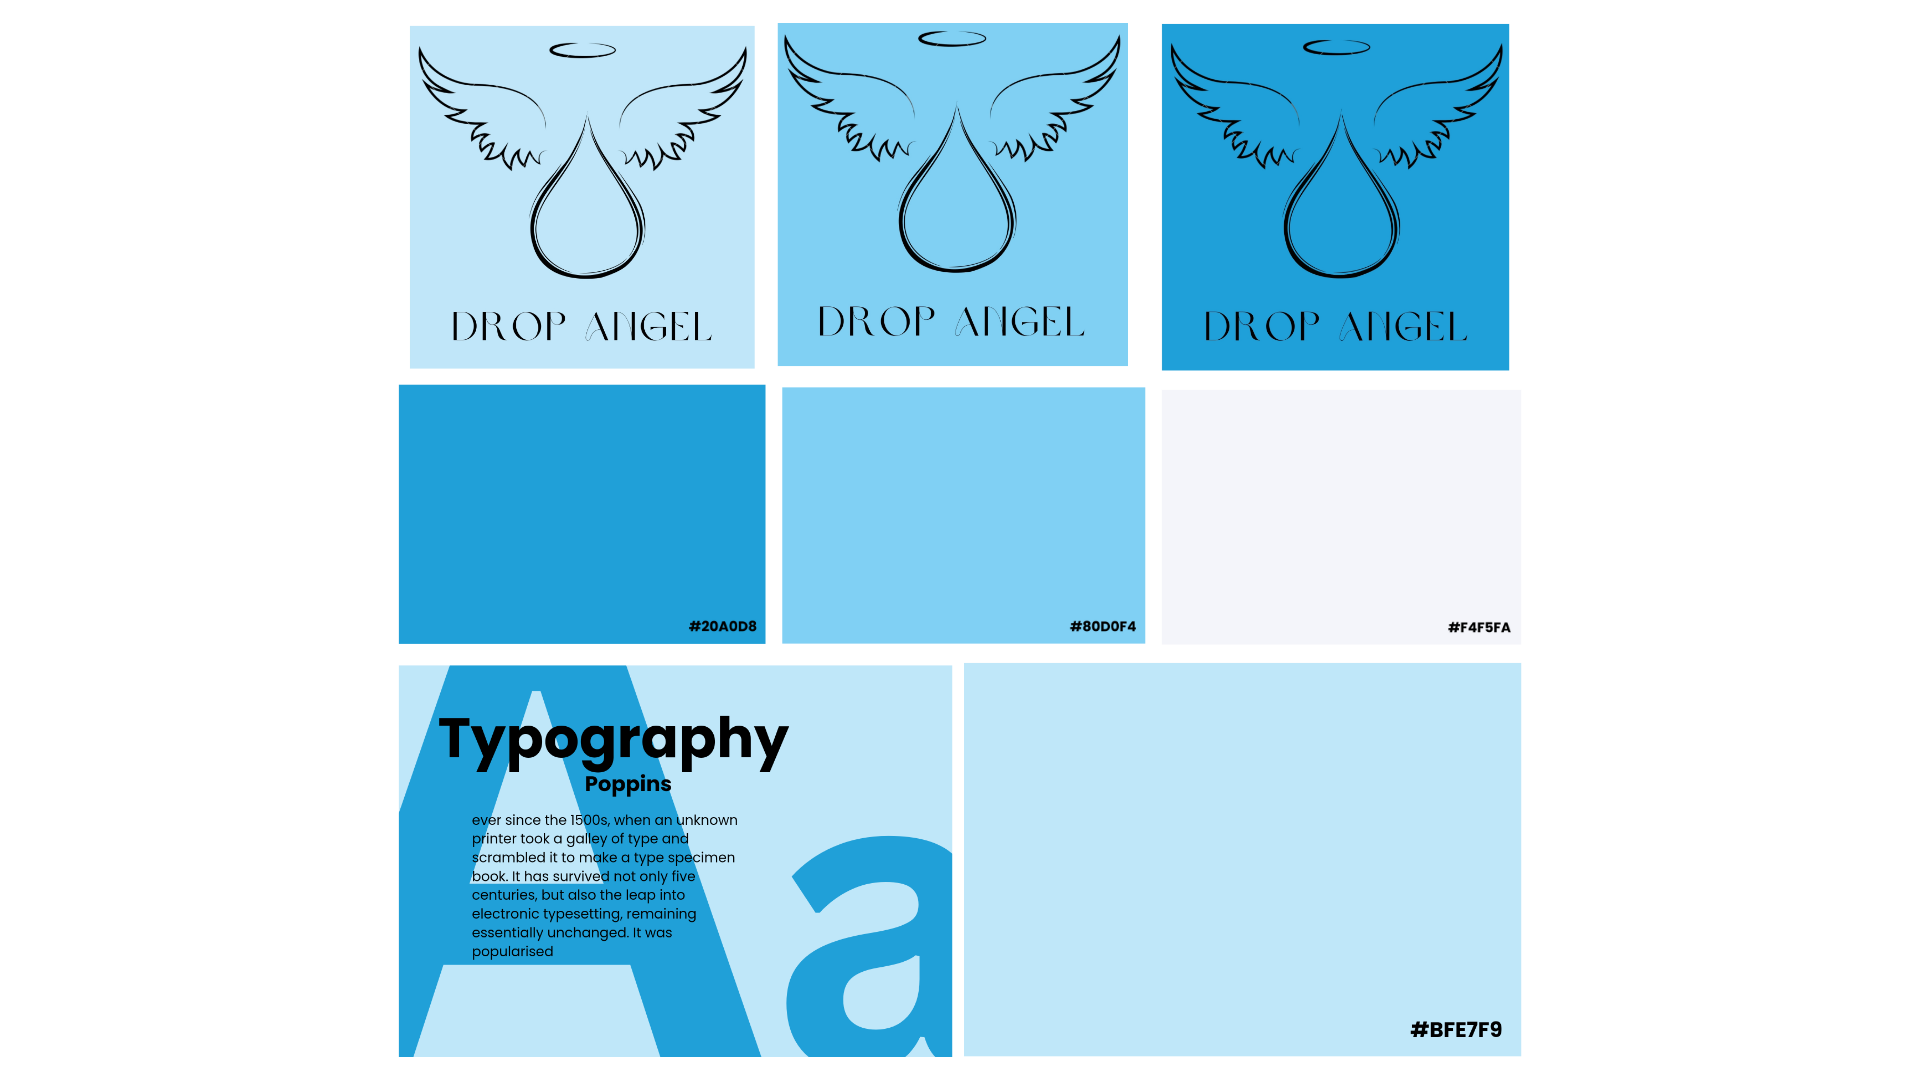 DROP ANGEL
DROP ANGEL
DROP ANGEL
#20A0D8
#80D0F4
#F4F5FA
Aa
Typography
Poppins
ever since the 1500s, when an unknown
printer took a galley of type and
scrambled it to make a type specimen
book. It has survived not only five
centuries, but also the leap into
electronic typesetting, remaining
essentially unchanged. It was
popularised
#BFE7F9